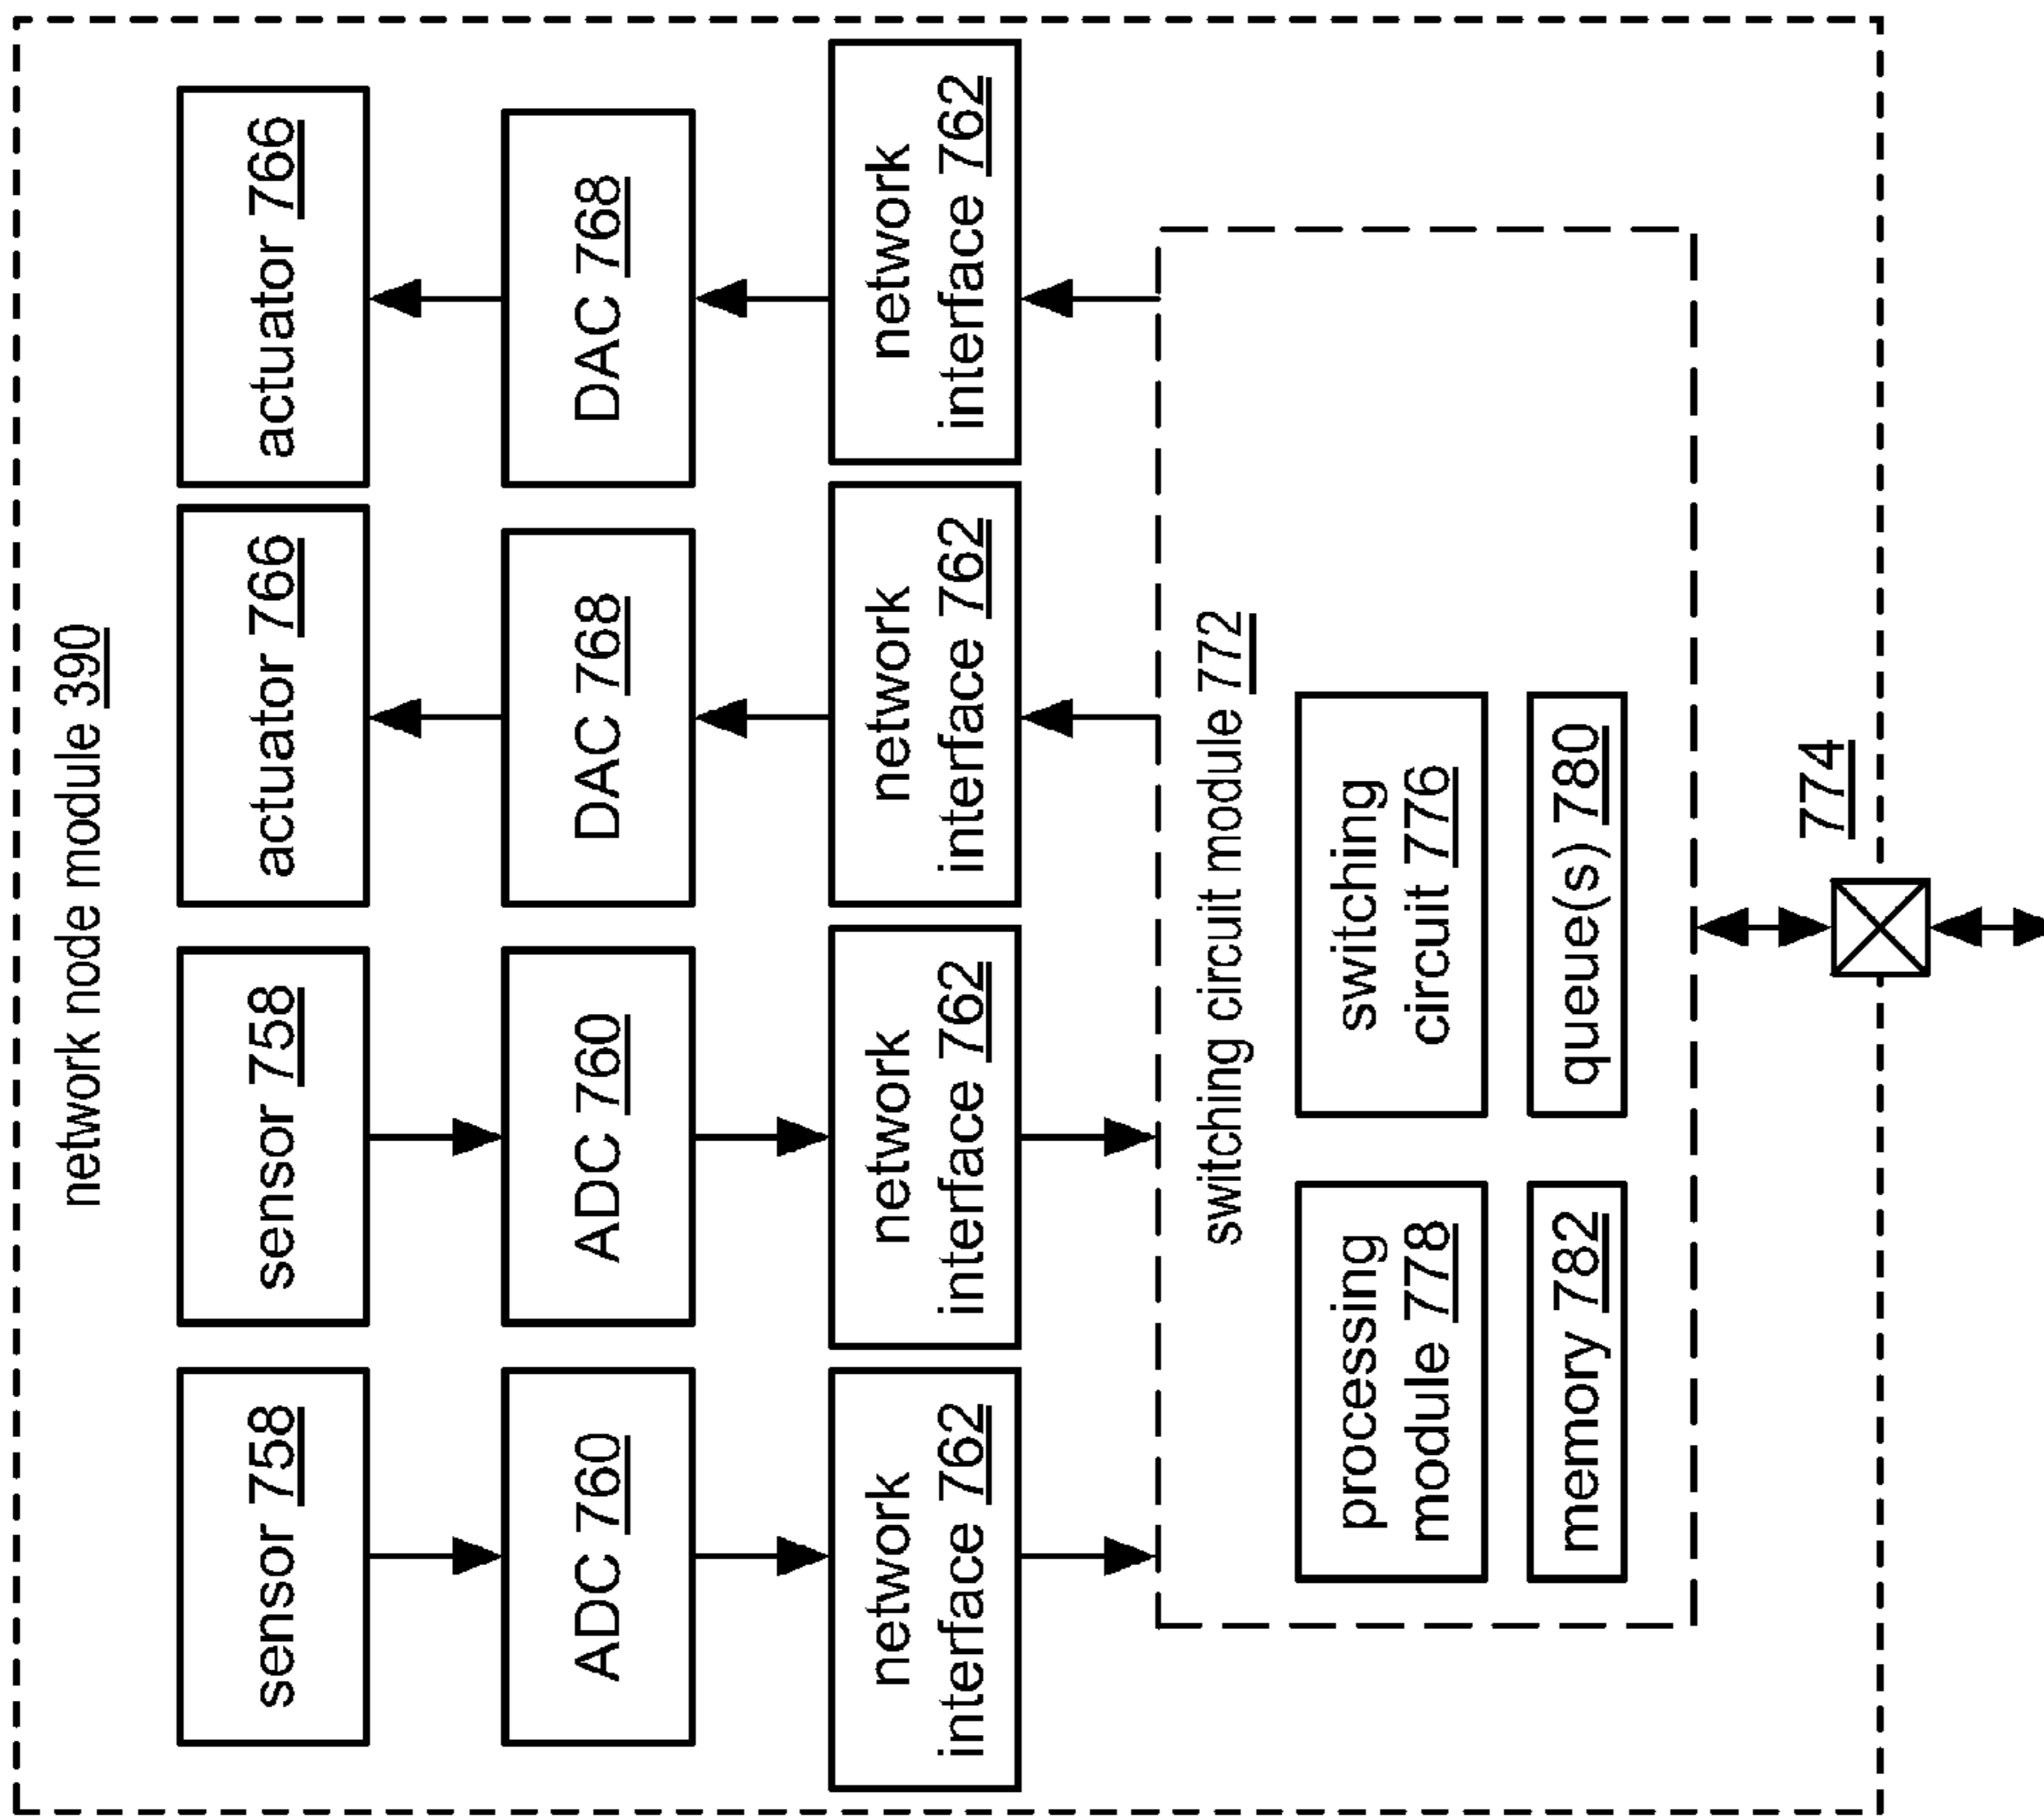 network node module 390
sensor 758
sensor 758
actuator 766
actuator 766
ADC 760
ADC 760
DAC 768
DAC 768
network
interface 762
network
interface 762
network
interface 762
network
interface 762
switching circuit module 772
processing
module 778
switching
circuit 776
memory 782
queue(s) 780
774